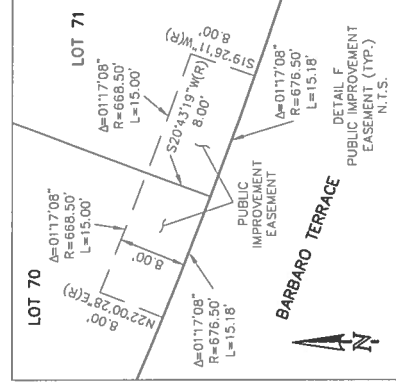 LOT 71
S19°26'11"W(R)
8.00'
Δ=01°17'08"
R=668.50'
L=15.00'
S20°43'19"W(R)
8.00'
Δ=01°17'08"
R=676.50'
L=15.18'
DETAIL F
PUBLIC IMPROVEMENT
EASEMENT (TYP.)
N.T.S.
LOT 70
Δ=01°17'08"
R=668.50'
L=15.00'
8.00'
N22°00'28"E(R)
8.00'
PUBLIC
IMPROVEMENT
EASEMENT
Δ=01°17'08"
R=676.50'
L=15.18'
BARBARO TERRACE
N